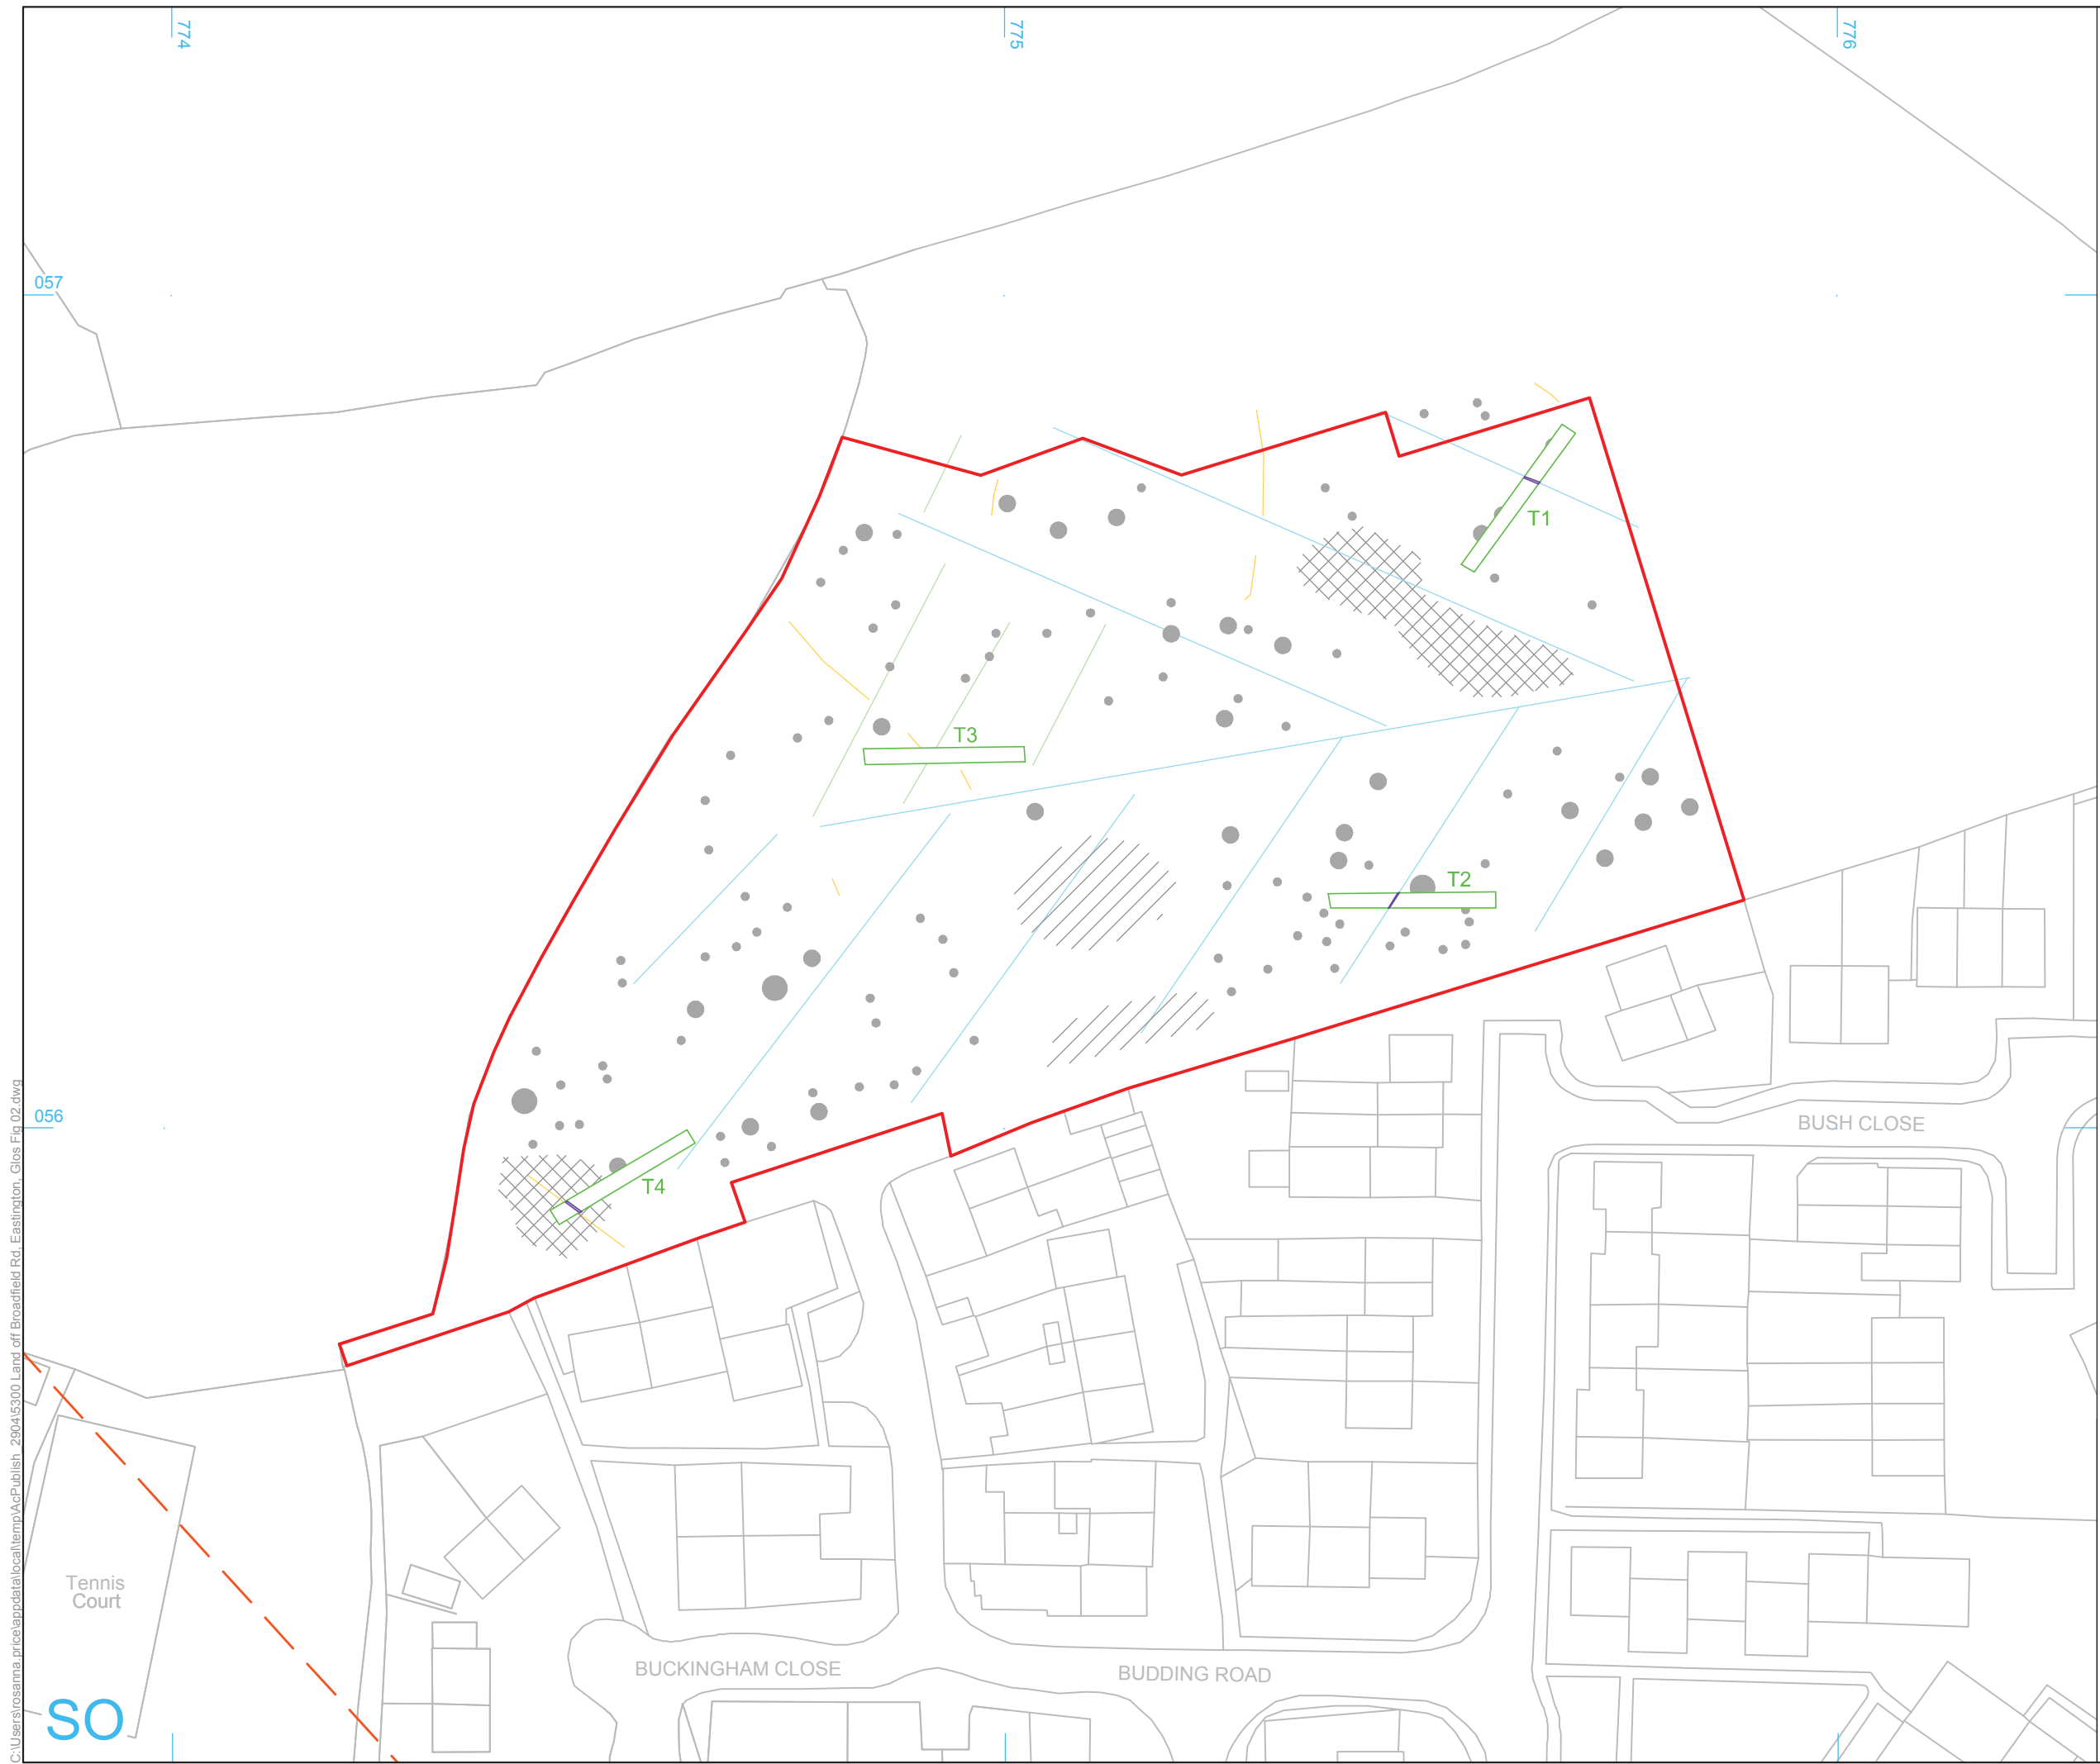 774
775
776
057
T1
T3
T2
056
T4
BUSH CLOSE
Tennis
Court
BUCKINGHAM CLOSE
BUDDING ROAD
SO
C:\Users\rosanna.price\appdata\local\temp\AcPublish_2904\5300 Land off Broadfield Rd, Eastington, Glos Fig 02.dwg